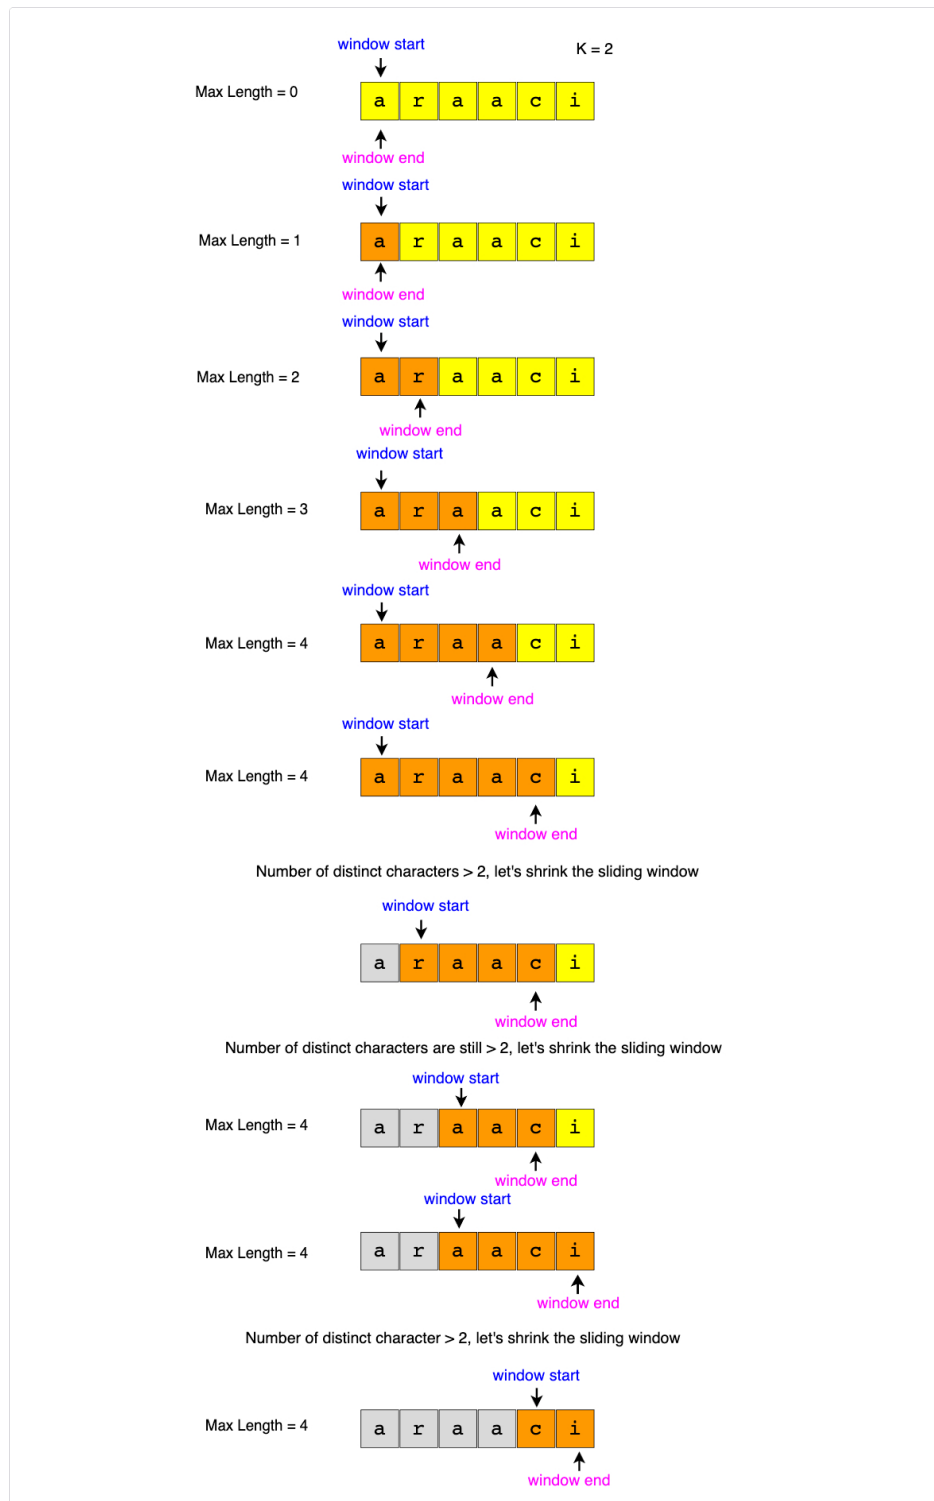 window start
K = 2
Max Length = 0
a r a a c i
window end
window start
Max Length = 1
a r a a c i
window end
window start
Max Length = 2
a r a a c i
window end
window start
Max Length = 3
a r a a c i
window end
window start
Max Length = 4
a r a a c i
window end
window start
Max Length = 4
a r a a c i
window end
Number of distinct characters > 2, let's shrink the sliding window
window start
a r a a c i
window end
Number of distinct characters are still > 2, let's shrink the sliding window
window start
Max Length = 4
a r a a c i
window end
window start
Max Length = 4
a r a a c i
window end
Number of distinct character > 2, let's shrink the sliding window
window start
Max Length = 4
a r a a c i
window end